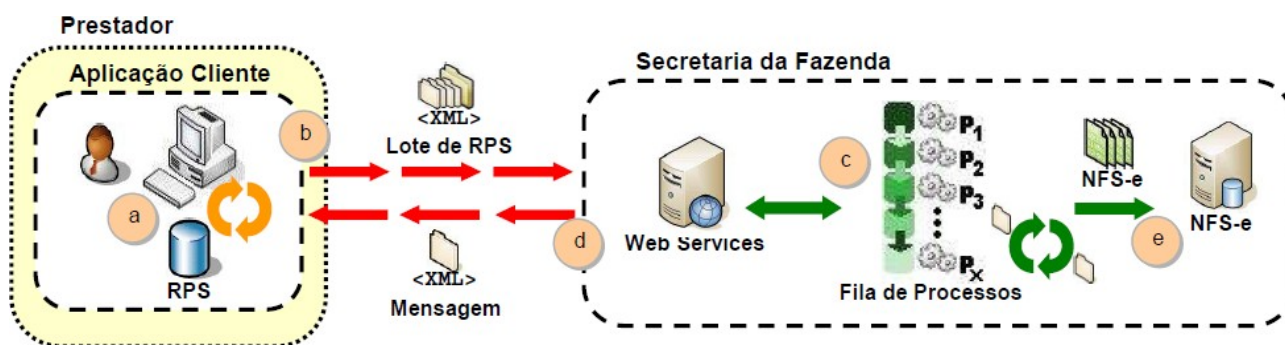 Prestador
Aplicação Cliente
a
RPS
b
<XML>
Lote de RPS
<XML>
Mensagem
d
Secretaria da Fazenda
Web Services
c
P1
P2
P3
Px
Fila de Processos
NFS-e
e
NFS-e